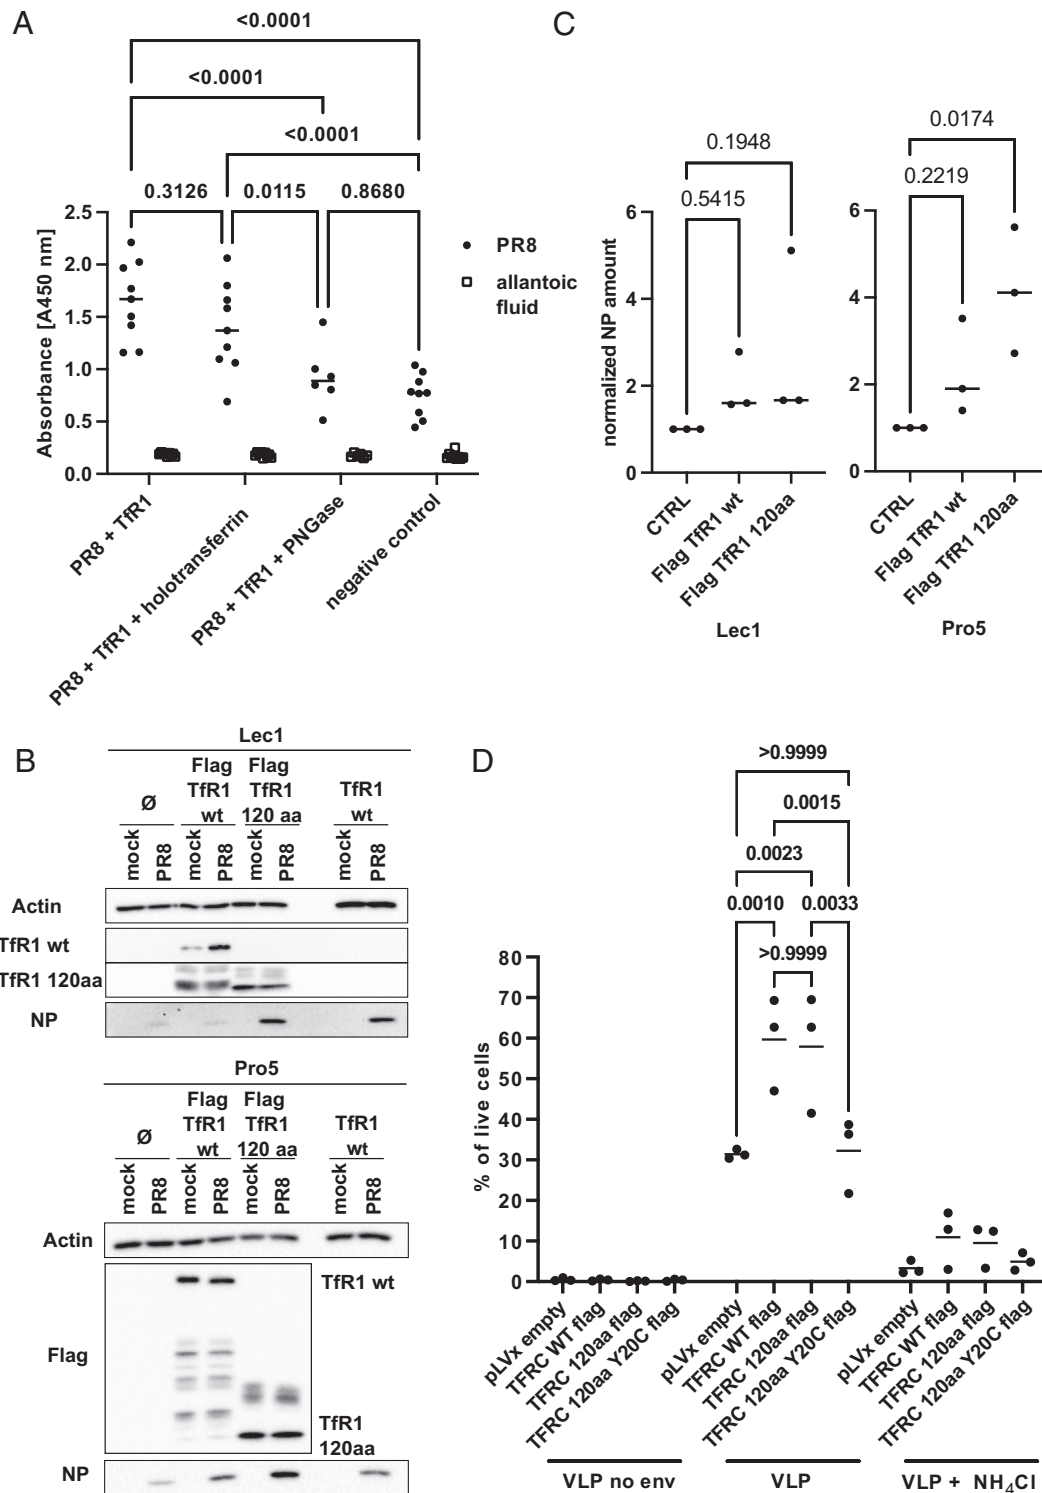 A
<0.0001
<0.0001
<0.0001
0.3126 0.0115 0.8680
2.5
2.0
1.5
1.0
0.5
0.0
Absorbance [A450 nm]
PR8
allantoic
fluid
PR8 + TfR1
PR8 + TfR1 + holotransferrin
PR8 + TfR1 + PNGase
negative control
C
0.1948
0.5415
6
4
2
0
normalized NP amount
CTRL
Flag TfR1 wt
Flag TfR1 120aa
Lec1
0.0174
0.2219
6
4
2
0
CTRL
Flag TfR1 wt
Flag TfR1 120aa
Pro5
B
Lec1
Ø
Flag
TfR1
wt
Flag
TfR1
120 aa
TfR1
wt
mock PR8 mock PR8 mock PR8 mock PR8
Actin
TfR1 wt
TfR1 120aa
NP
Pro5
Ø
Flag
TfR1
wt
Flag
TfR1
120 aa
TfR1
wt
mock PR8 mock PR8 mock PR8 mock PR8
Actin
TfR1 wt
Flag
TfR1
120aa
NP
D
>0.9999
0.0015
0.0023
0.0010 0.0033
>0.9999
80
70
60
50
40
30
20
10
0
% of live cells
pLVx empty
TFRC WT flag
TFRC 120aa flag
TFRC 120aa Y20C flag
pLVx empty
TFRC WT flag
TFRC 120aa flag
TFRC 120aa Y20C flag
pLVx empty
TFRC WT flag
TFRC 120aa flag
TFRC 120aa Y20C flag
VLP no env
VLP
VLP + NH₄Cl